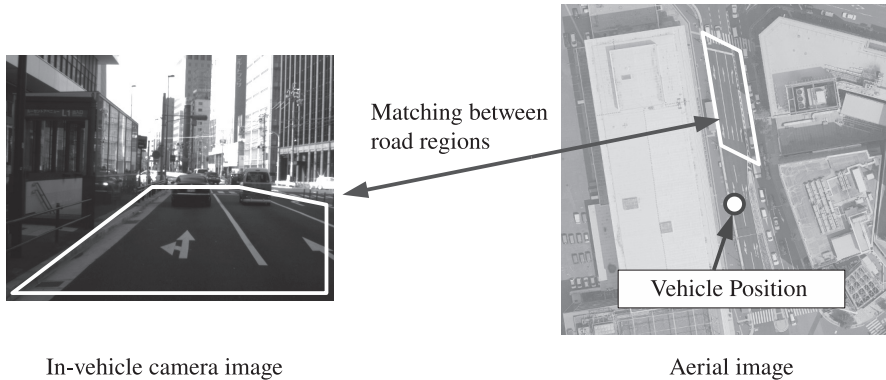 Matching between
road regions
Vehicle Position
In-vehicle camera image
Aerial image